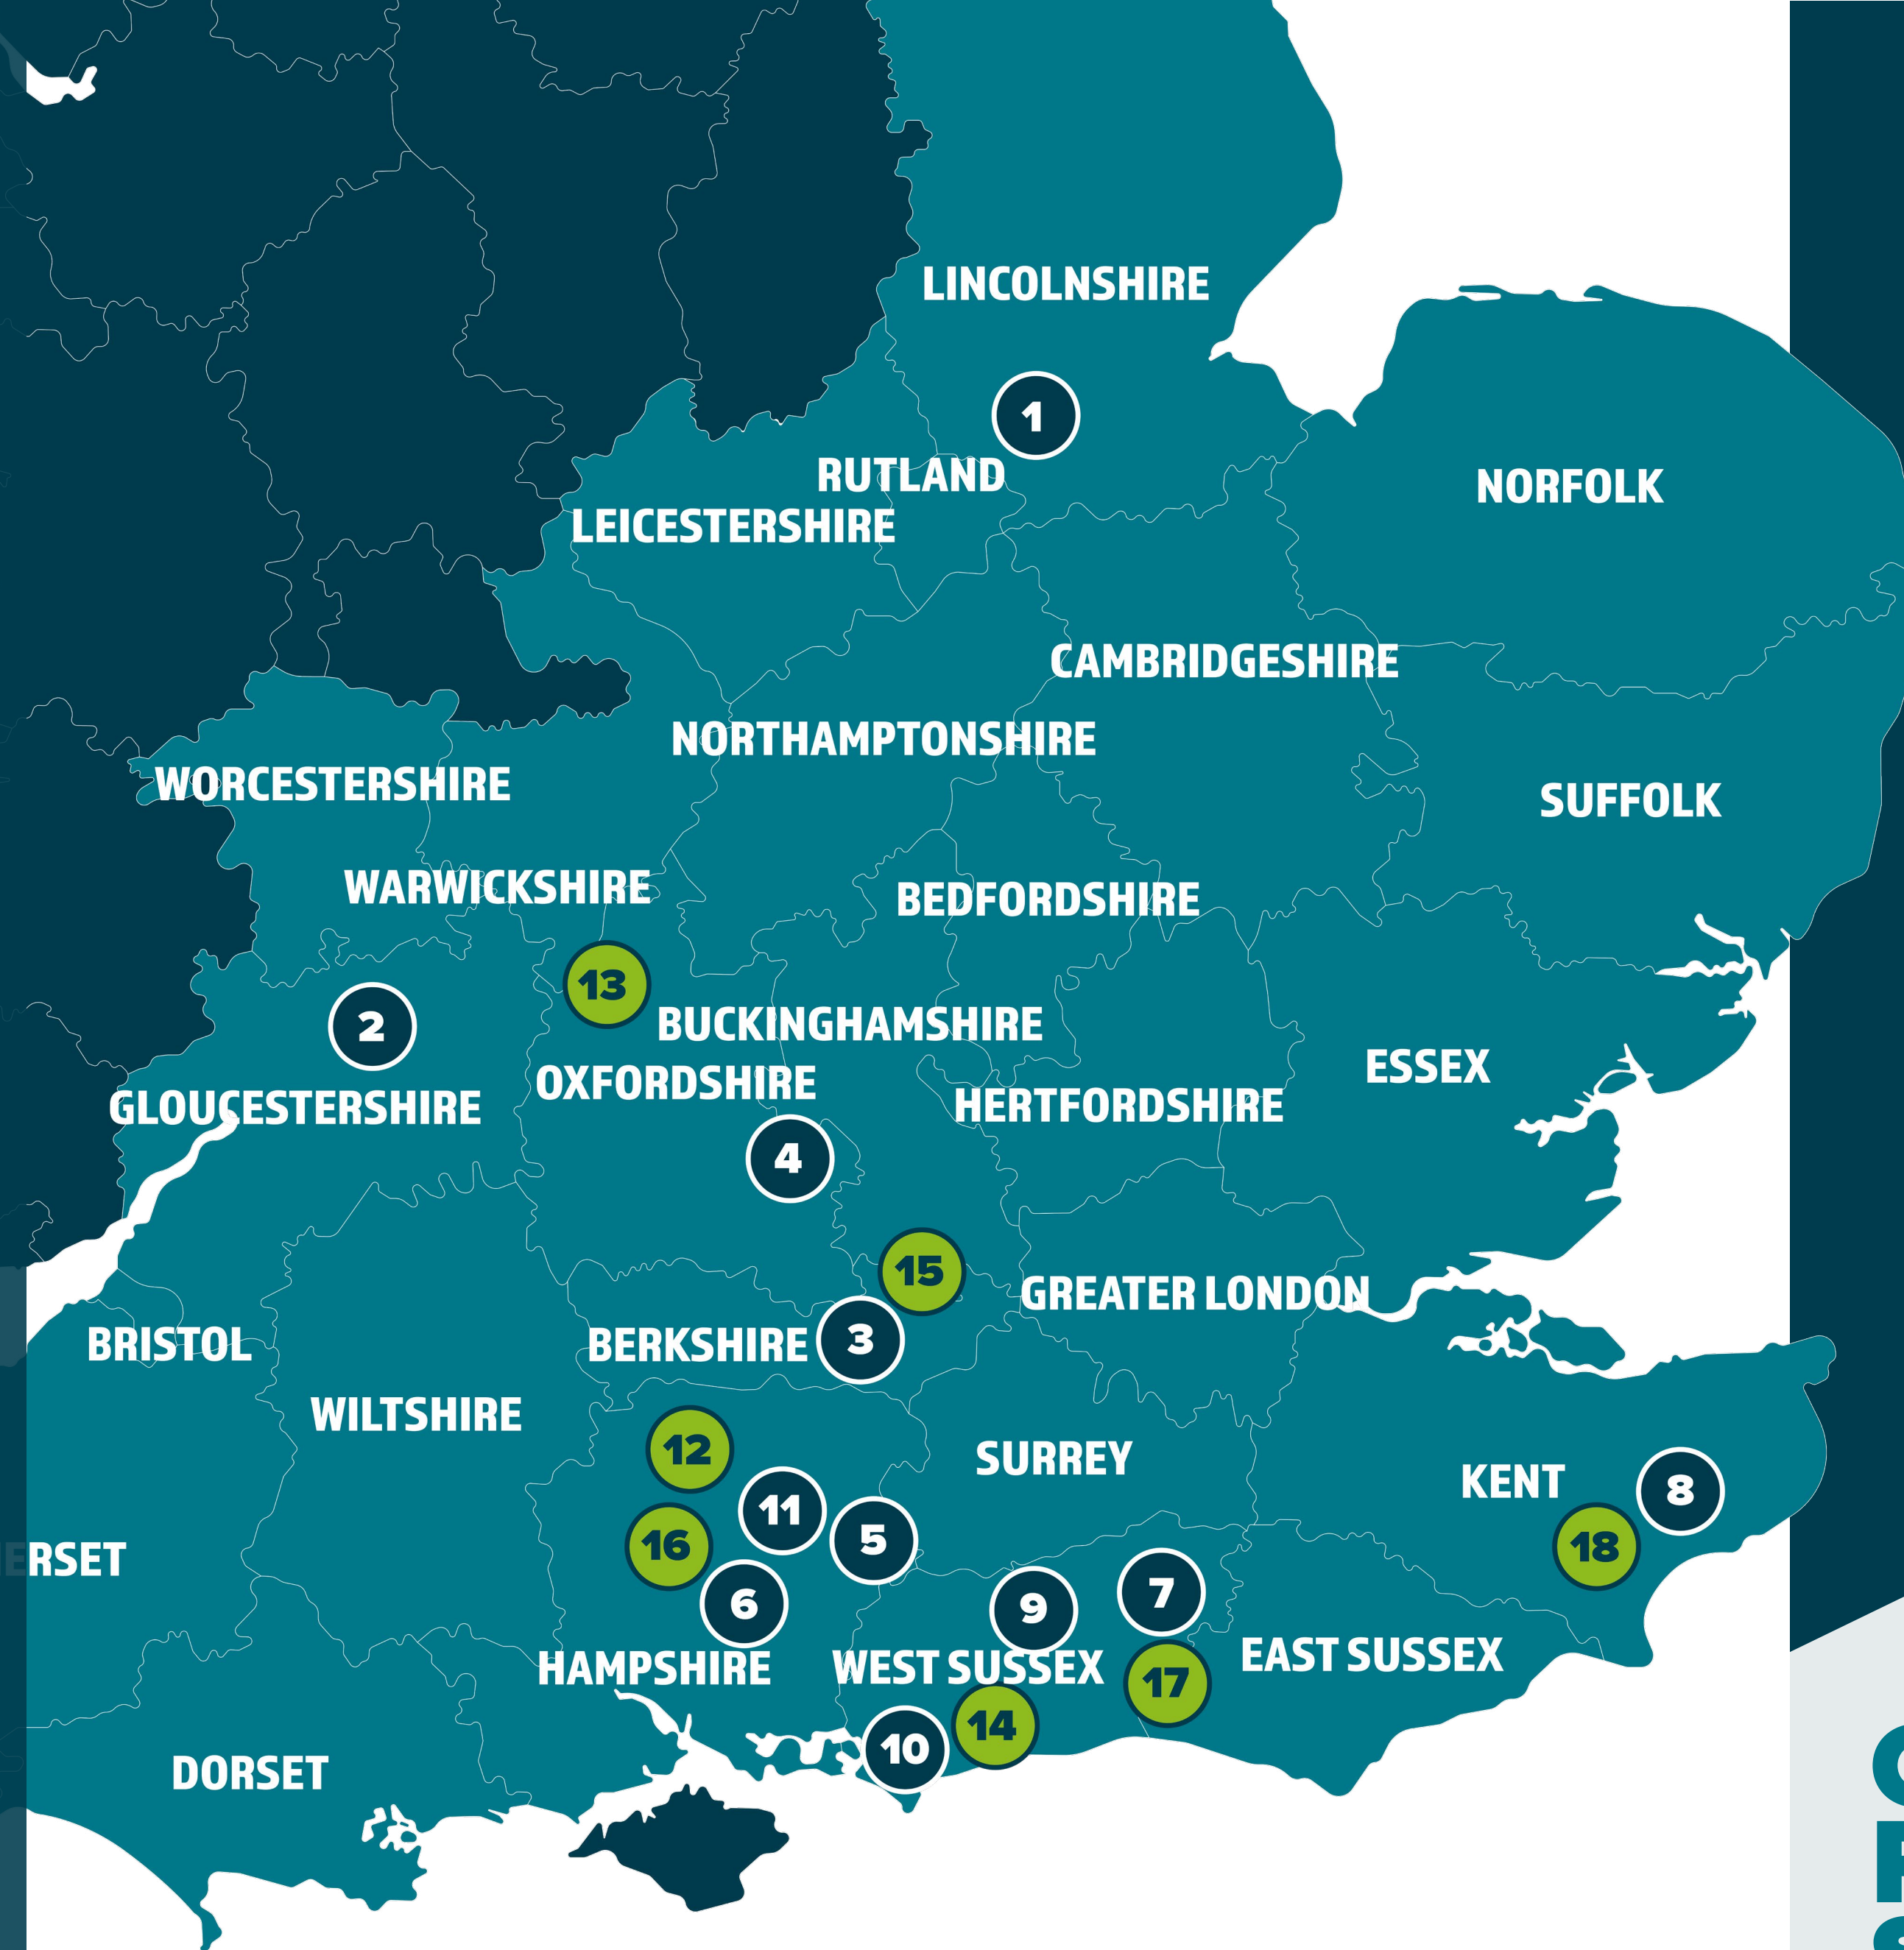 LINCOLNSHIRE
1
RUTLAND
NORFOLK
LEICESTERSHIRE
CAMBRIDGESHIRE
NORTHAMPTONSHIRE
WORCESTERSHIRE
SUFFOLK
WARWICKSHIRE
BEDFORDSHIRE
13
2
BUCKINGHAMSHIRE
ESSEX
OXFORDSHIRE
GLOUCESTERSHIRE
HERTFORDSHIRE
4
15
GREATER LONDON
BRISTOL
BERKSHIRE
3
WILTSHIRE
12
SURREY
KENT
8
11
5
16
18
ERSET
6
9
7
HAMPSHIRE
WEST SUSSEX
EAST SUSSEX
17
14
10
DORSET